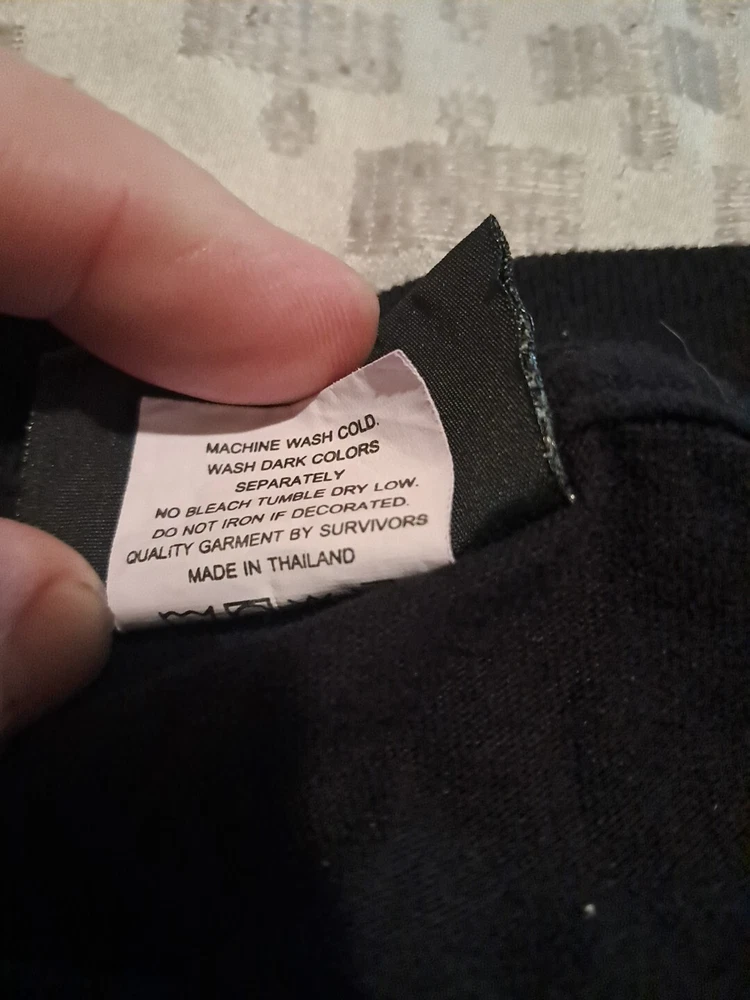 MACHINE WASH COLD.
WASH DARK COLORS
SEPARATELY
NO BLEACH TUMBLE DRY LOW.
DO NOT IRON IF DECORATED.
QUALITY GARMENT BY SURVIVORS
MADE IN THAILAND